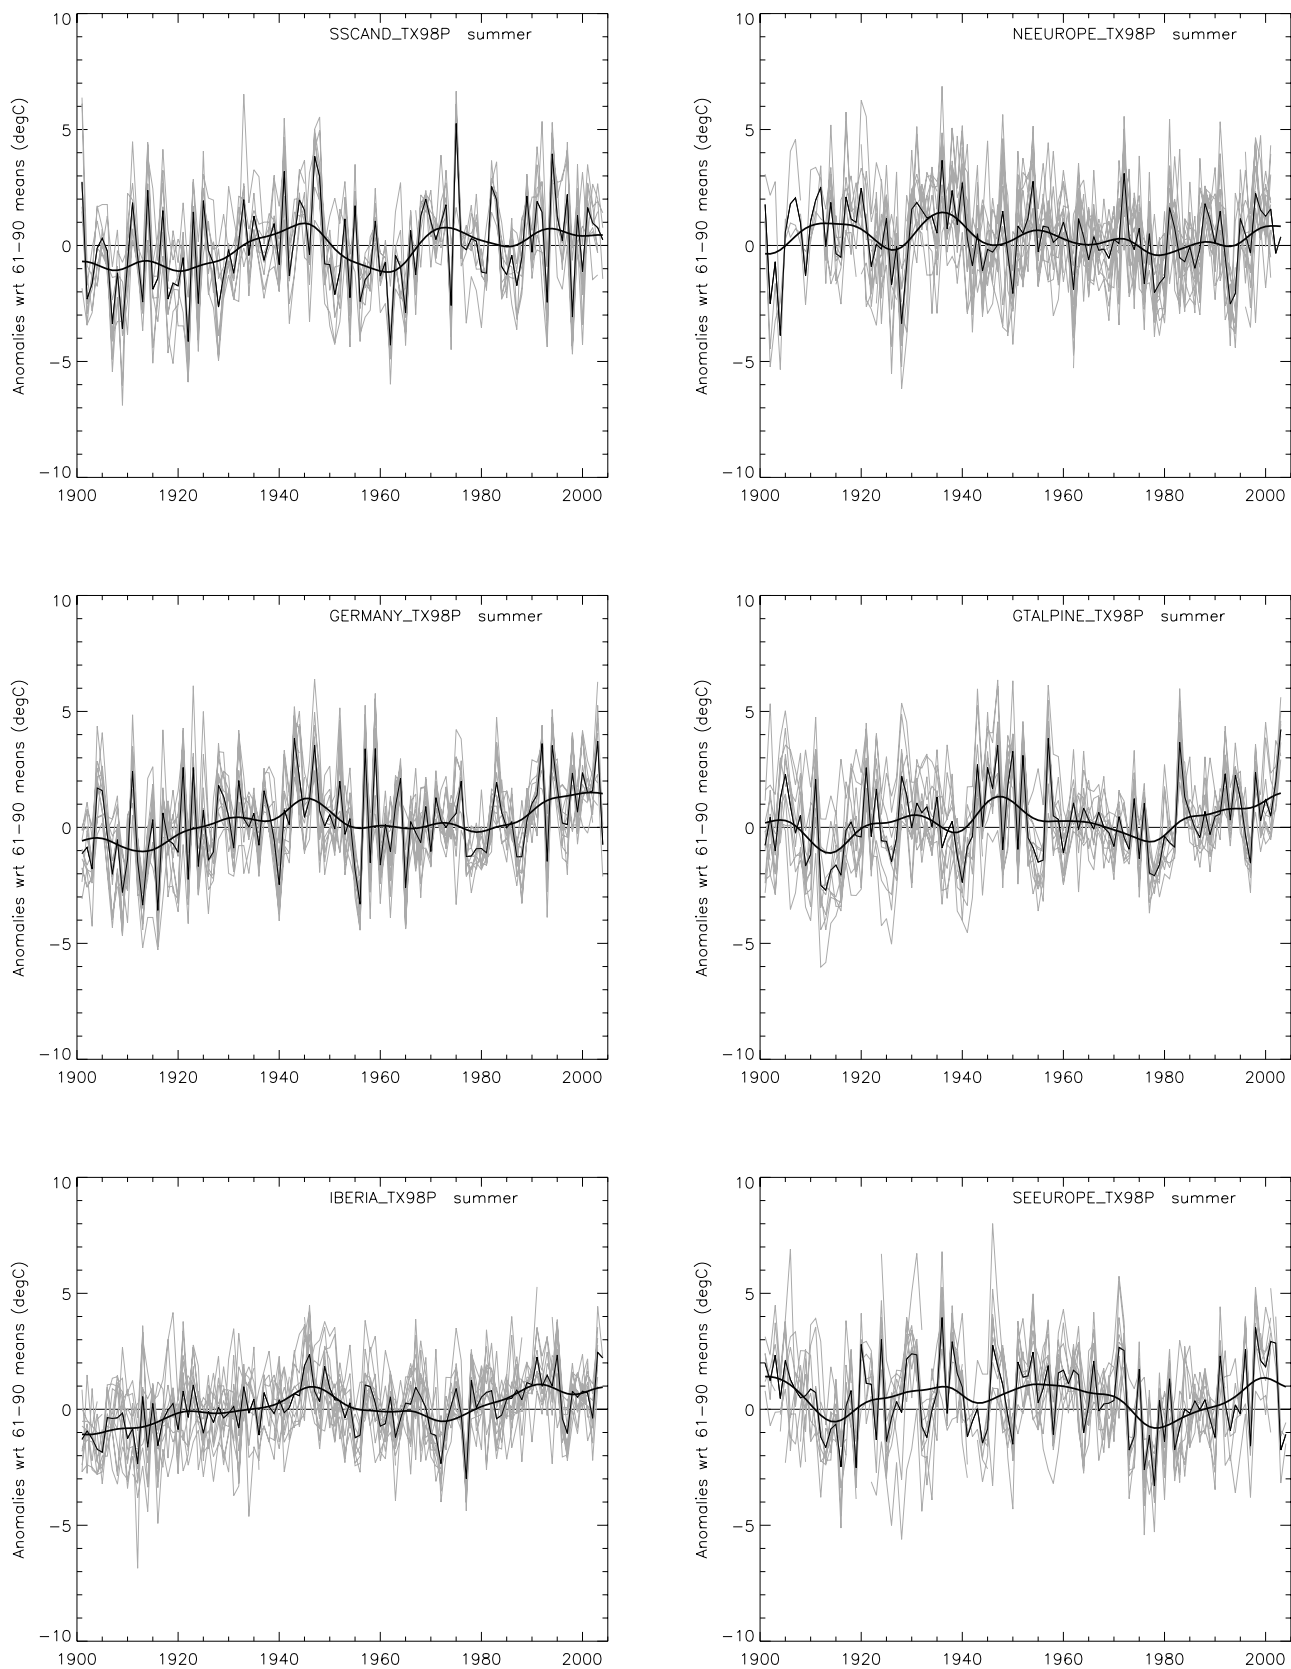 SSCAND_TX98P summer
Anomalies wrt 61-90 means (degC)
10
5
0
-5
-10
1900 1920 1940 1960 1980 2000
NEEUROPE_TX98P summer
Anomalies wrt 61-90 means (degC)
10
5
0
-5
-10
1900 1920 1940 1960 1980 2000
GERMANY_TX98P summer
Anomalies wrt 61-90 means (degC)
10
5
0
-5
-10
1900 1920 1940 1960 1980 2000
GTALPINE_TX98P summer
Anomalies wrt 61-90 means (degC)
10
5
0
-5
-10
1900 1920 1940 1960 1980 2000
IBERIA_TX98P summer
Anomalies wrt 61-90 means (degC)
10
5
0
-5
-10
1900 1920 1940 1960 1980 2000
SEEUROPE_TX98P summer
Anomalies wrt 61-90 means (degC)
10
5
0
-5
-10
1900 1920 1940 1960 1980 2000